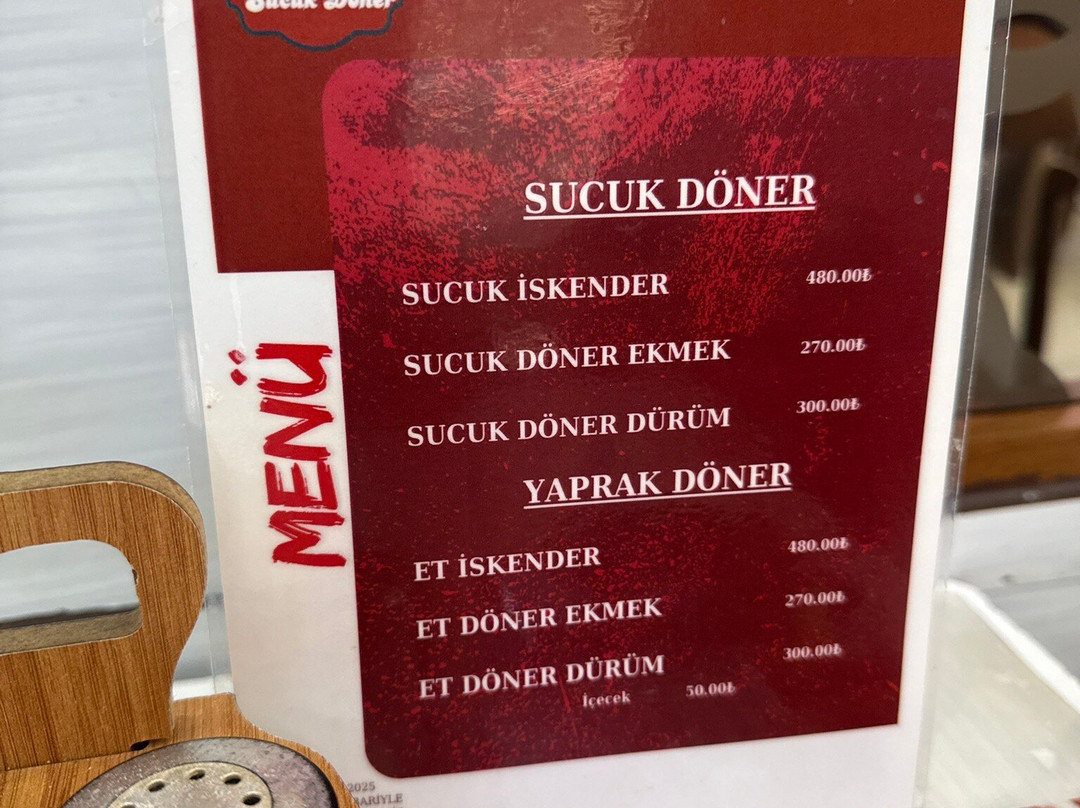 Sucuk Döner
SUCUK DÖNER
SUCUK İSKENDER 480.00₺
SUCUK DÖNER EKMEK 270.00₺
SUCUK DÖNER DÜRÜM 300.00₺
YAPRAK DÖNER
ET İSKENDER 480.00₺
ET DÖNER EKMEK 270.00₺
ET DÖNER DÜRÜM 300.00₺
İçecek 50.00₺
MENÜ
2025